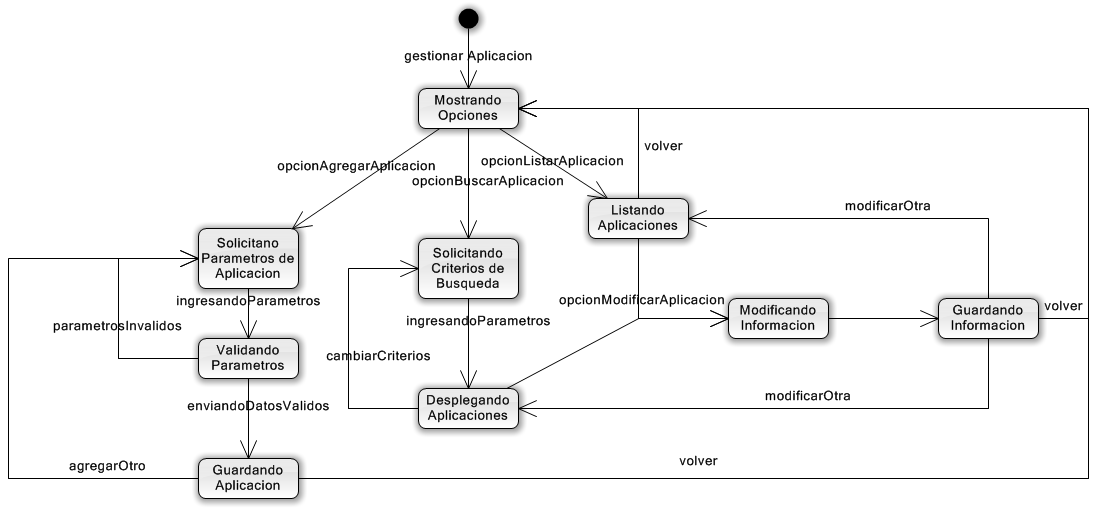 gestionar Aplicacion
Mostrando
Opciones
volver
opcionAgregarAplicacion
opcionBuscarAplicacion
opcionListarAplicacion
Listando
Aplicaciones
modificarOtra
Solicitano
Parametros de
Aplicacion
Solicitando
Criterios de
Busqueda
ingresandoParametros
opcionModificarAplicacion
Modificando
Informacion
Guardando
Informacion
volver
parametrosInvalidos
ingresandoParametros
Validando
Parametros
cambiarCriterios
Desplegando
Aplicaciones
modificarOtra
enviandoDatosValidos
agregarOtro
Guardando
Aplicacion
volver